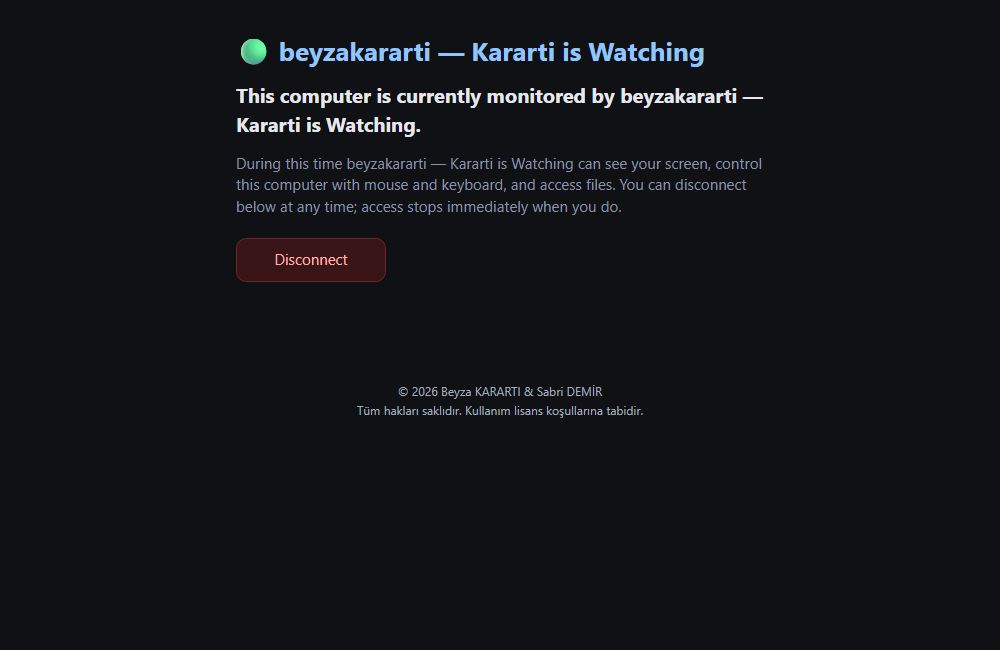 beyzakararti — Kararti is Watching
This computer is currently monitored by beyzakararti —
Kararti is Watching.
During this time beyzakararti — Kararti is Watching can see your screen, control
this computer with mouse and keyboard, and access files. You can disconnect
below at any time; access stops immediately when you do.
Disconnect
© 2026 Beyza KARARTI & Sabri DEMİR
Tüm hakları saklıdır. Kullanım lisans koşullarına tabidir.